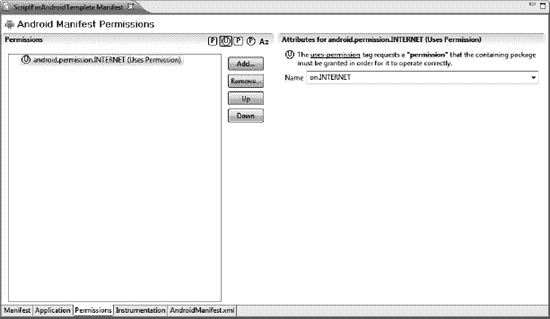 ScriptForAndroidTemplate Manifest
Android Manifest Permissions
Permissions
P U P P Az
U android.permission.INTERNET (Uses Permission)
Add...
Remove...
Up
Down
Attributes for android.permission.INTERNET (Uses Permission)
U The uses-permission tag requests a "permission" that the containing package
must be granted in order for it to operate correctly.
Name on.INTERNET
Manifest Application Permissions Instrumentation AndroidManifest.xml